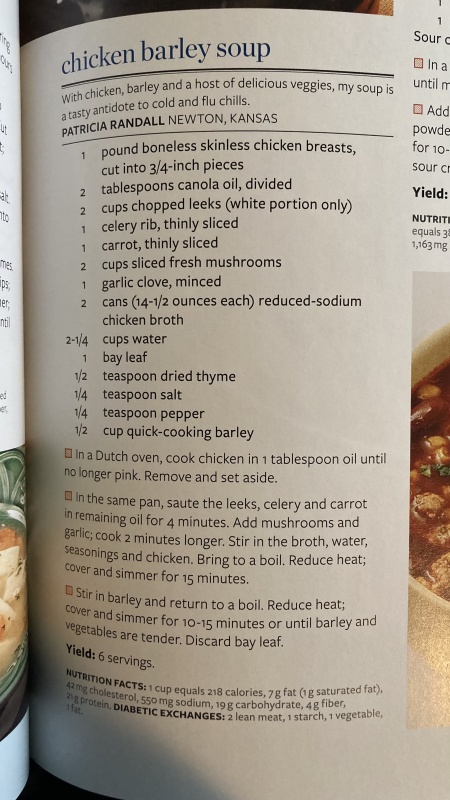 chicken barley soup
With chicken, barley and a host of delicious veggies, my soup is
a tasty antidote to cold and flu chills.
PATRICIA RANDALL NEWTON, KANSAS
1 pound boneless skinless chicken breasts,
cut into 3/4-inch pieces
2 tablespoons canola oil, divided
2 cups chopped leeks (white portion only)
1 celery rib, thinly sliced
1 carrot, thinly sliced
2 cups sliced fresh mushrooms
1 garlic clove, minced
2 cans (14-1/2 ounces each) reduced-sodium
chicken broth
2-1/4 cups water
1 bay leaf
1/2 teaspoon dried thyme
1/4 teaspoon salt
1/4 teaspoon pepper
1/2 cup quick-cooking barley
In a Dutch oven, cook chicken in 1 tablespoon oil until
no longer pink. Remove and set aside.
In the same pan, saute the leeks, celery and carrot
in remaining oil for 4 minutes. Add mushrooms and
garlic; cook 2 minutes longer. Stir in the broth, water,
seasonings and chicken. Bring to a boil. Reduce heat;
cover and simmer for 15 minutes.
Stir in barley and return to a boil. Reduce heat;
cover and simmer for 10-15 minutes or until barley and
vegetables are tender. Discard bay leaf.
Yield: 6 servings.
NUTRITION FACTS: 1 cup equals 218 calories, 7 g fat (1 g saturated fat),
42 mg cholesterol, 550 mg sodium, 19 g carbohydrate, 4 g fiber,
21 g protein. DIABETIC EXCHANGES: 2 lean meat, 1 starch, 1 vegetable,
1 fat.
1
1
Sour
In a
until
Add
for 10-
sour
Yield:
equals
1,163 mg